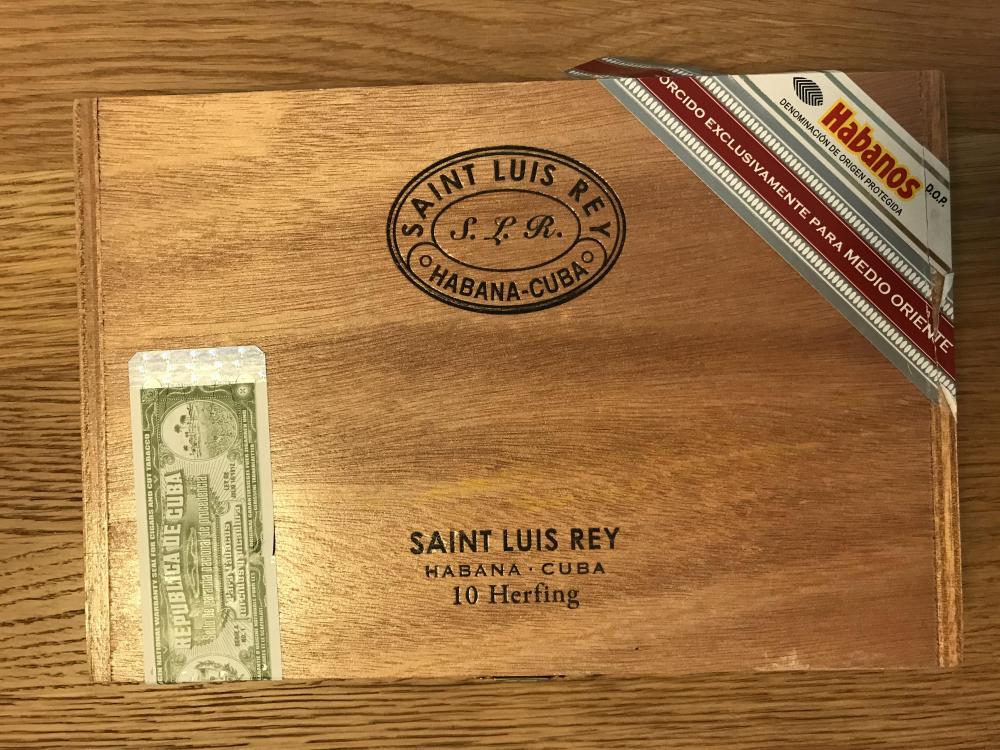 SAINT LUIS REY
S. L. R.
HABANA-CUBA
ORCIDO EXCLUSIVAMENTE PARA MEDIO ORIENTE
Habanos
DENOMINACIÓN DE ORIGEN PROTEGIDA
D.O.P.
REPUBLICA DE CUBA
SAINT LUIS REY
HABANA · CUBA
10 Herfing